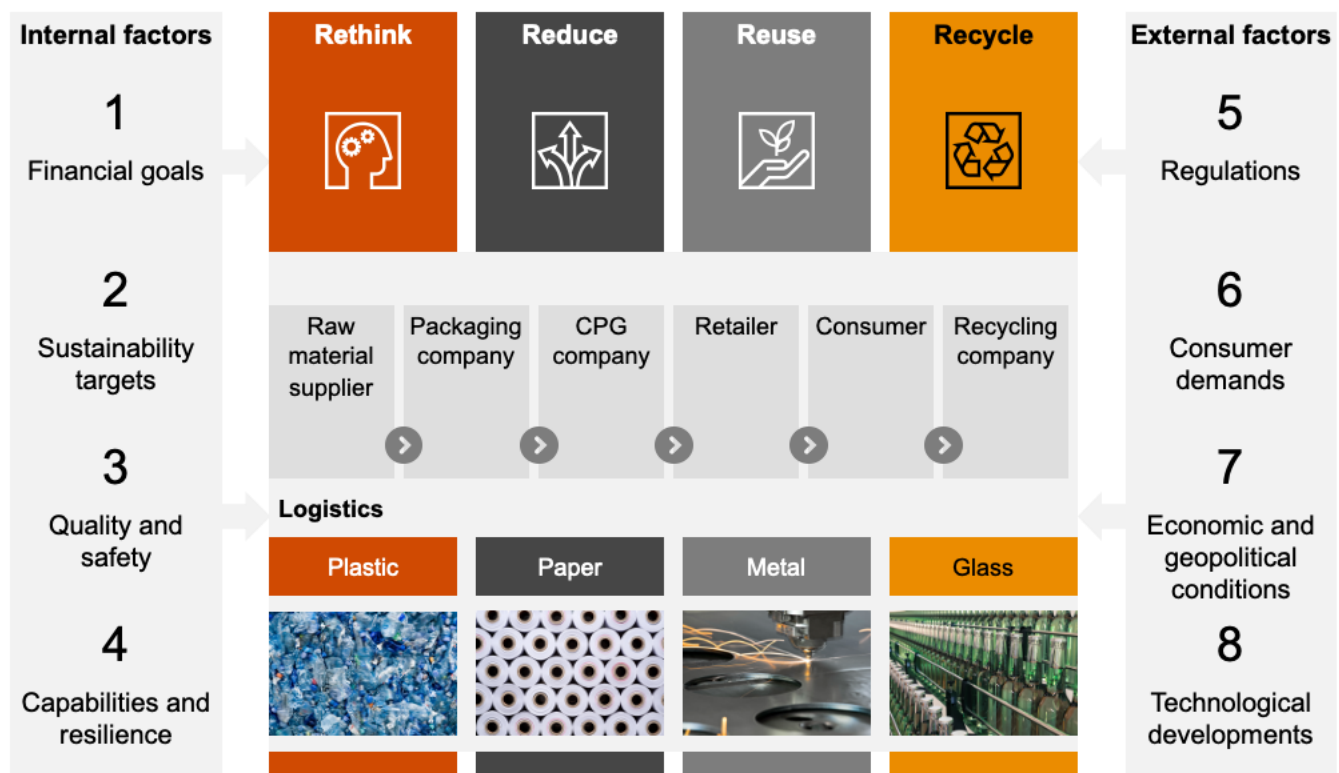 Internal factors
1
Financial goals
2
Sustainability
targets
3
Quality and
safety
4
Capabilities and
resilience
Rethink
Reduce
Reuse
Recycle
Raw
material
supplier
Packaging
company
CPG
company
Retailer
Consumer
Recycling
company
Logistics
Plastic
Paper
Metal
Glass
External factors
5
Regulations
6
Consumer
demands
7
Economic and
geopolitical
conditions
8
Technological
developments